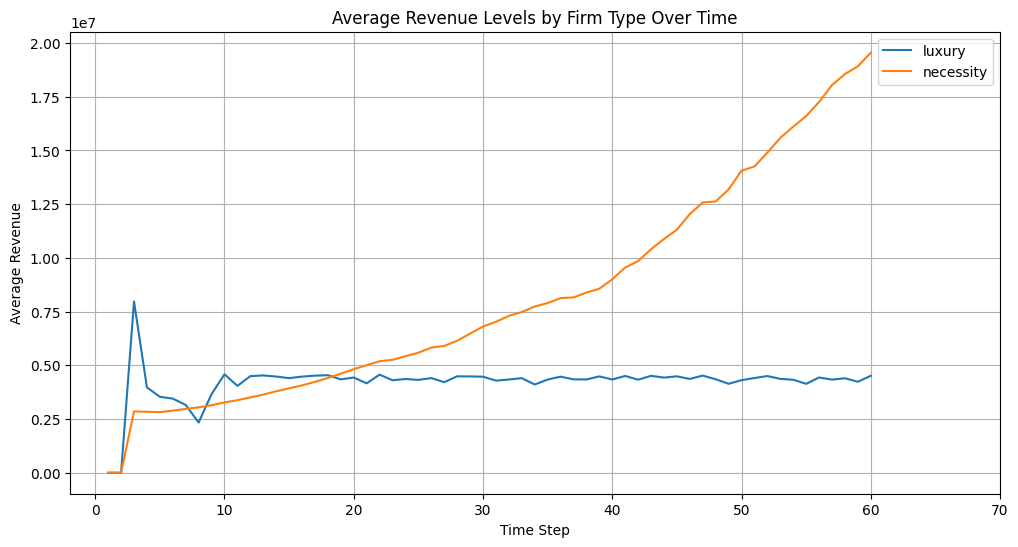 Average Revenue Levels by Firm Type Over Time
1e7
2.00
1.75
1.50
1.25
1.00
0.75
0.50
0.25
0.00
Average Revenue
luxury
necessity
0 10 20 30 40 50 60 70
Time Step